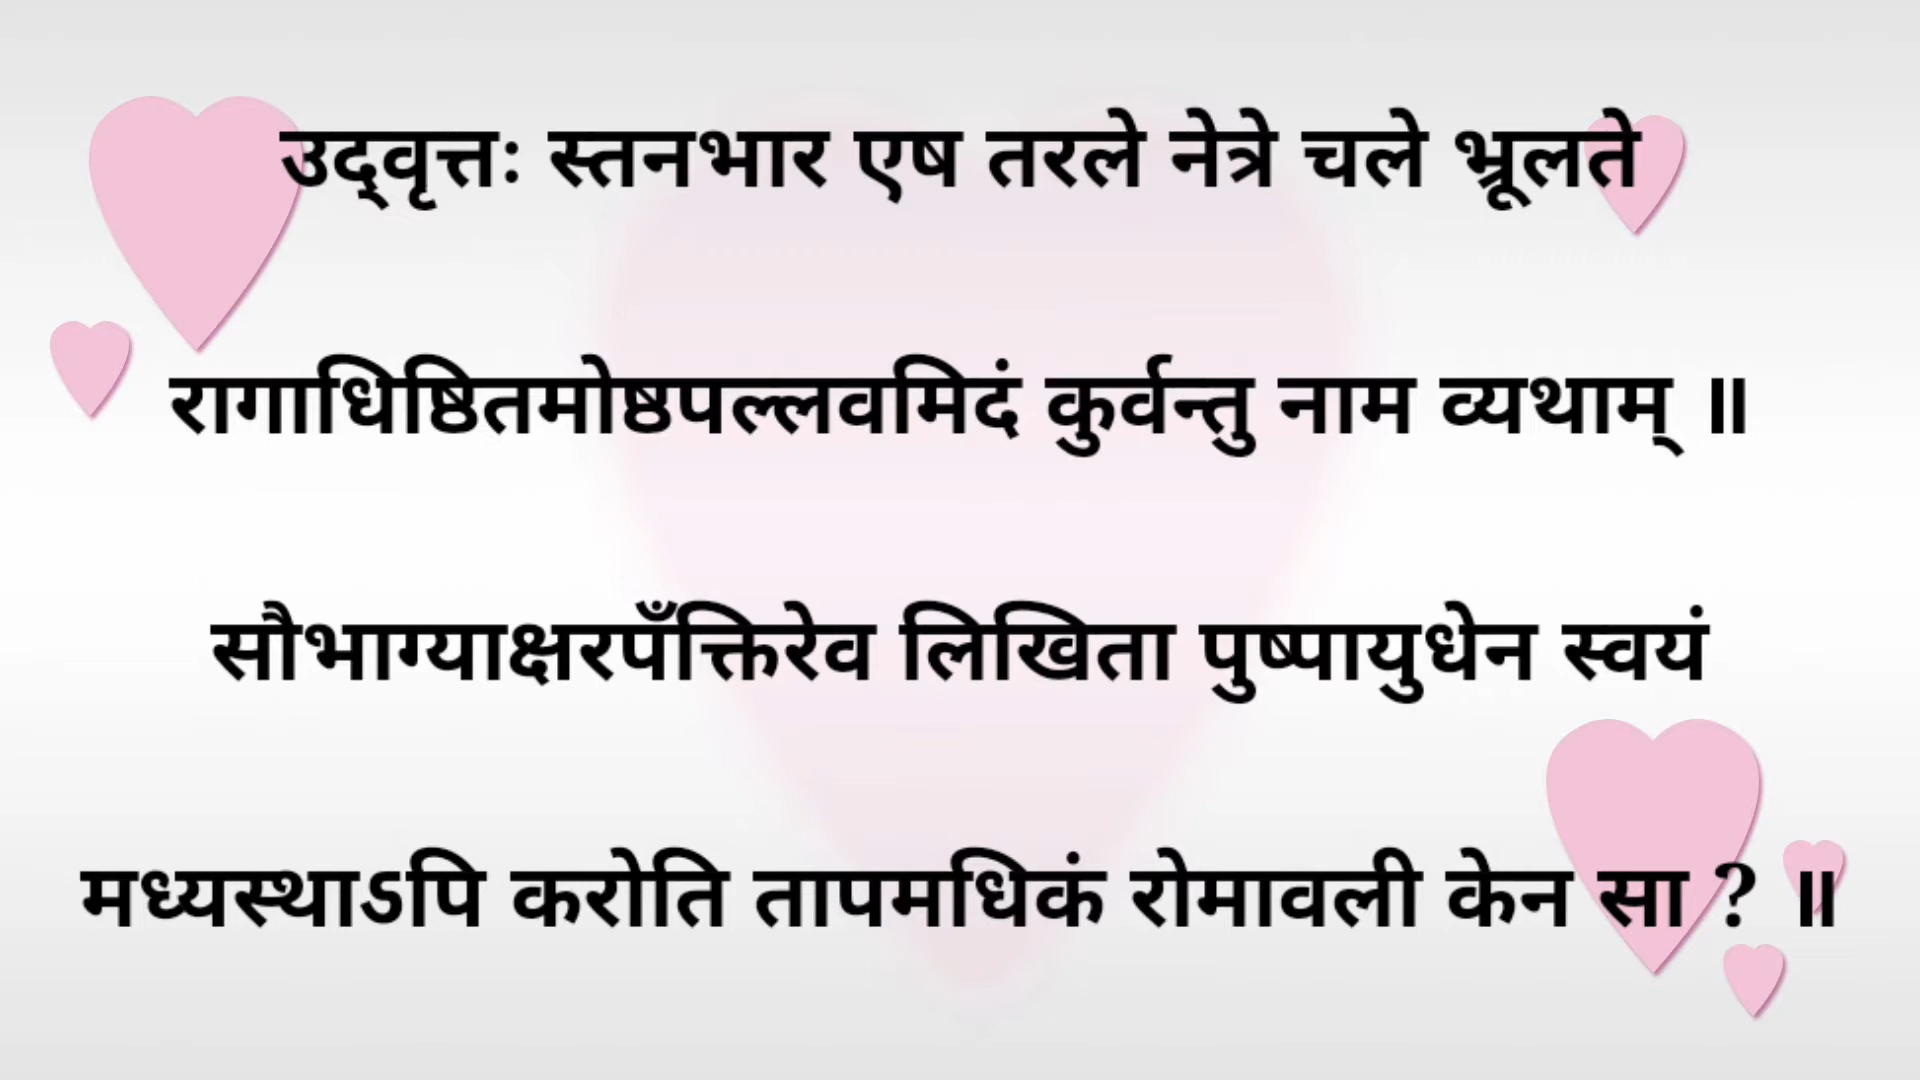 उद्‌वृत्तः स्तनभार एष तरले नेत्रे चले भ्रूलते
रागाधिष्ठितमोष्ठपल्लवमिदं कुर्वन्तु नाम व्यथाम् ॥
सौभाग्याक्षरपँक्तिरेव लिखिता पुष्पायुधेन स्वयं
मध्यस्थाऽपि करोति तापमधिकं रोमावली केन सा ? ॥